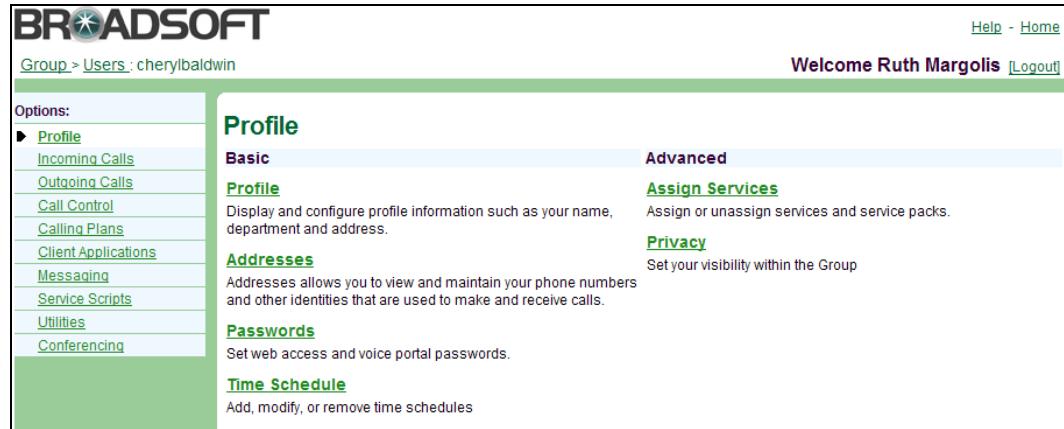 BROADSOFT
Help - Home
Group > Users : cherylbaldwin
Welcome Ruth Margolis [Logout]
Options:
Profile
Incoming Calls
Outgoing Calls
Call Control
Calling Plans
Client Applications
Messaging
Service Scripts
Utilities
Conferencing
Profile
Basic
Profile
Display and configure profile information such as your name,
department and address.
Addresses
Addresses allows you to view and maintain your phone numbers
and other identities that are used to make and receive calls.
Passwords
Set web access and voice portal passwords.
Time Schedule
Add, modify, or remove time schedules
Advanced
Assign Services
Assign or unassign services and service packs.
Privacy
Set your visibility within the Group